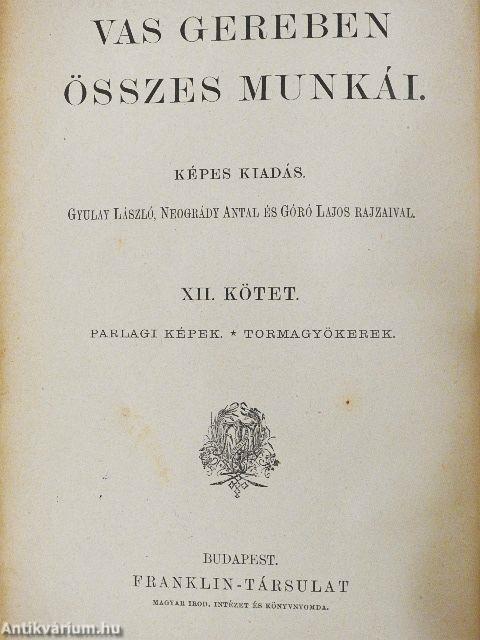 VAS GEREBEN
ÖSSZES MUNKÁI.
KÉPES KIADÁS.
GYULAY LÁSZLÓ, NEOGRÁDY ANTAL ÉS GÓRÓ LAJOS RAJZAIVAL.
XII. KÖTET.
PARLAGI KÉPEK. * TORMAGYÖKEREK.
BUDAPEST.
FRANKLIN-TÁRSULAT
MAGYAR IROD. INTÉZET ÉS KÖNYVNYOMDA.
Antikvárium.hu